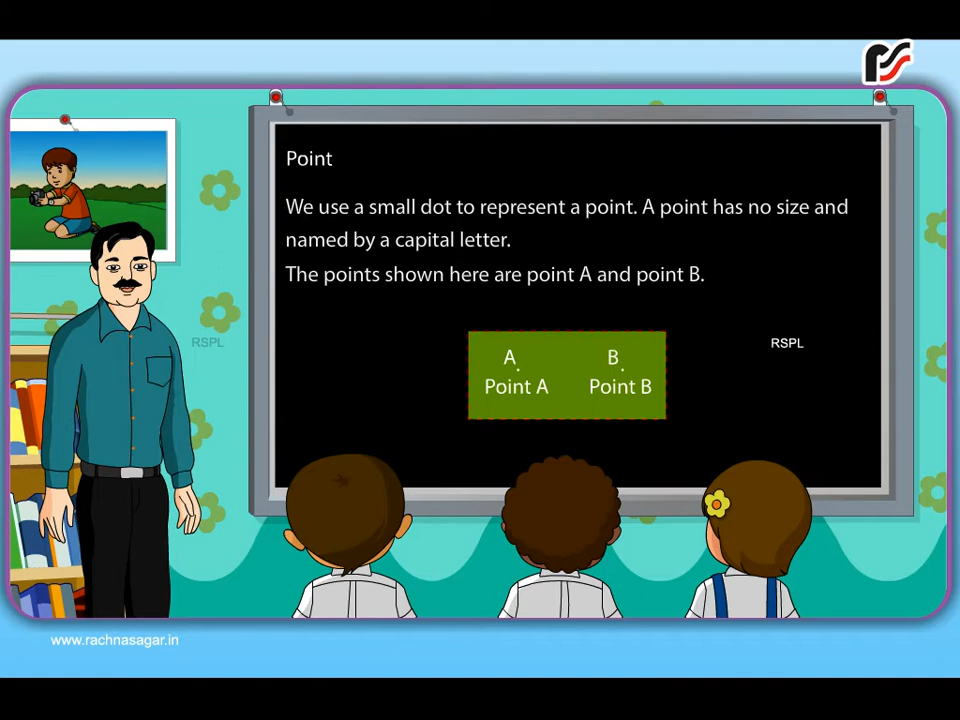 Point
We use a small dot to represent a point. A point has no size and
named by a capital letter.
The points shown here are point A and point B.
RSPL
RSPL
A B
Point A Point B
www.rachnasagar.in